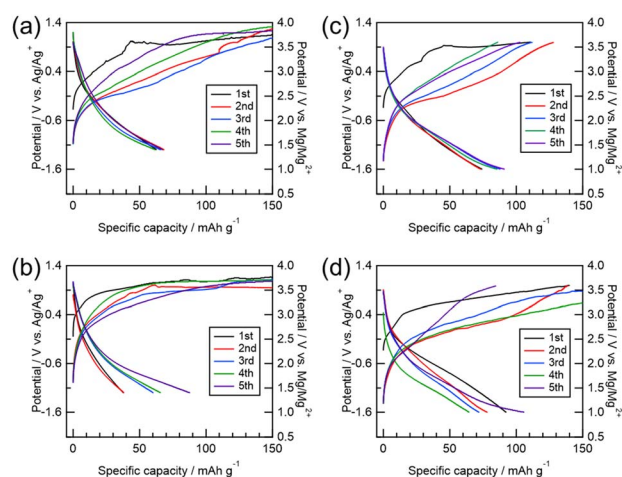 (a)
1.4
0.4
-0.6
-1.6
Potential / V vs. Ag/Ag+
4.0
3.5
3.0
2.5
2.0
1.5
1.0
0.5
Potential / V vs. Mg/Mg2+
1st
2nd
3rd
4th
5th
0 50 100 150
Specific capacity / mAh g-1
(c)
1.4
0.4
-0.6
-1.6
Potential / V vs. Ag/Ag+
4.0
3.5
3.0
2.5
2.0
1.5
1.0
0.5
Potential / V vs. Mg/Mg2+
1st
2nd
3rd
4th
5th
0 50 100 150
Specific capacity / mAh g-1
(b)
1.4
0.4
-0.6
-1.6
Potential / V vs. Ag/Ag+
4.0
3.5
3.0
2.5
2.0
1.5
1.0
0.5
Potential / V vs. Mg/Mg2+
1st
2nd
3rd
4th
5th
0 50 100 150
Specific capacity / mAh g-1
(d)
1.4
0.4
-0.6
-1.6
Potential / V vs. Ag/Ag+
4.0
3.5
3.0
2.5
2.0
1.5
1.0
0.5
Potential / V vs. Mg/Mg2+
1st
2nd
3rd
4th
5th
0 50 100 150
Specific capacity / mAh g-1